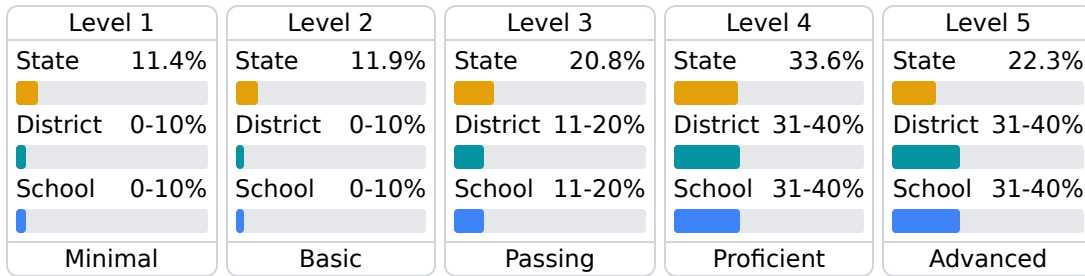 Level 1
State 11.4%
District 0-10%
School 0-10%
Minimal
Level 2
State 11.9%
District 0-10%
School 0-10%
Basic
Level 3
State 20.8%
District 11-20%
School 11-20%
Passing
Level 4
State 33.6%
District 31-40%
School 31-40%
Proficient
Level 5
State 22.3%
District 31-40%
School 31-40%
Advanced